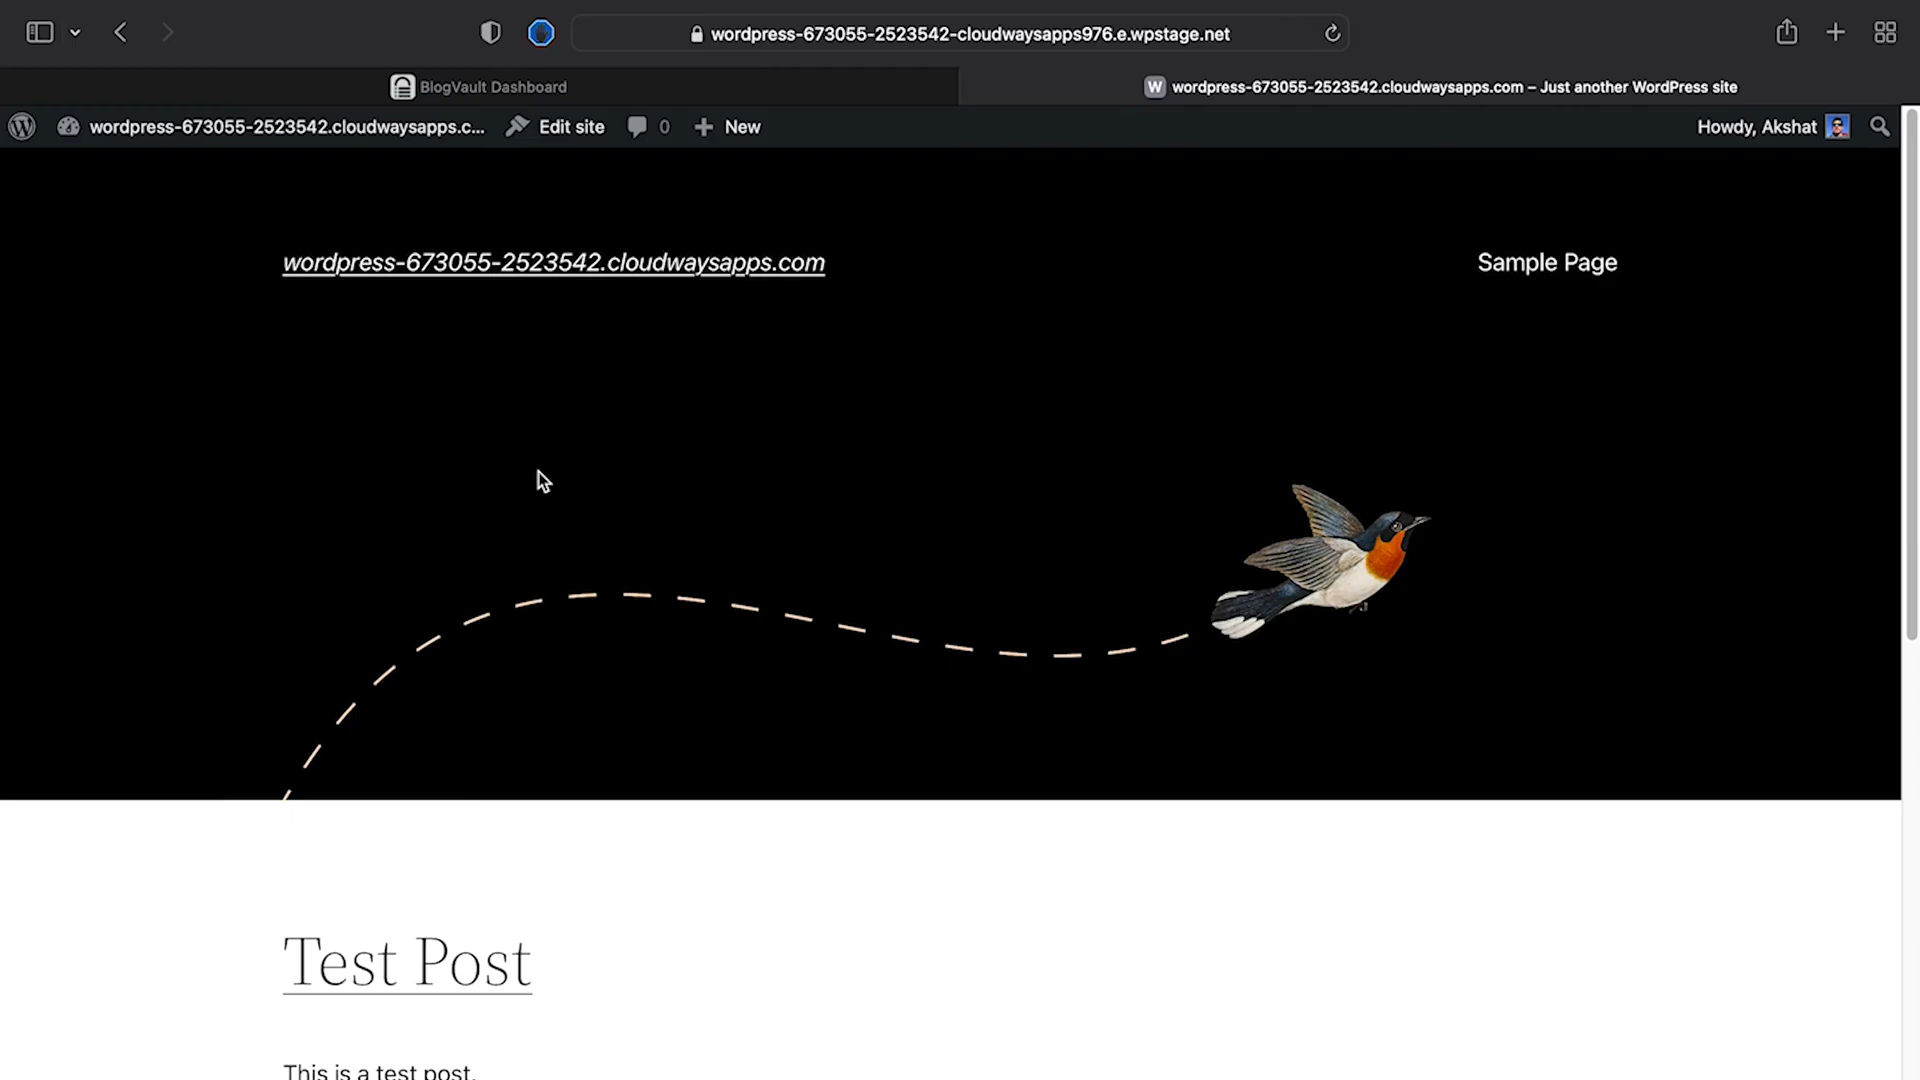 wordpress-673055-2523542-cloudwaysapps976.e.wpstage.net
BlogVault Dashboard
W wordpress-673055-2523542.cloudwaysapps.com – Just another WordPress site
wordpress-673055-2523542.cloudwaysapps.c... Edit site 0 New Howdy, Akshat
wordpress-673055-2523542.cloudwaysapps.com Sample Page
Test Post
This is a test post.